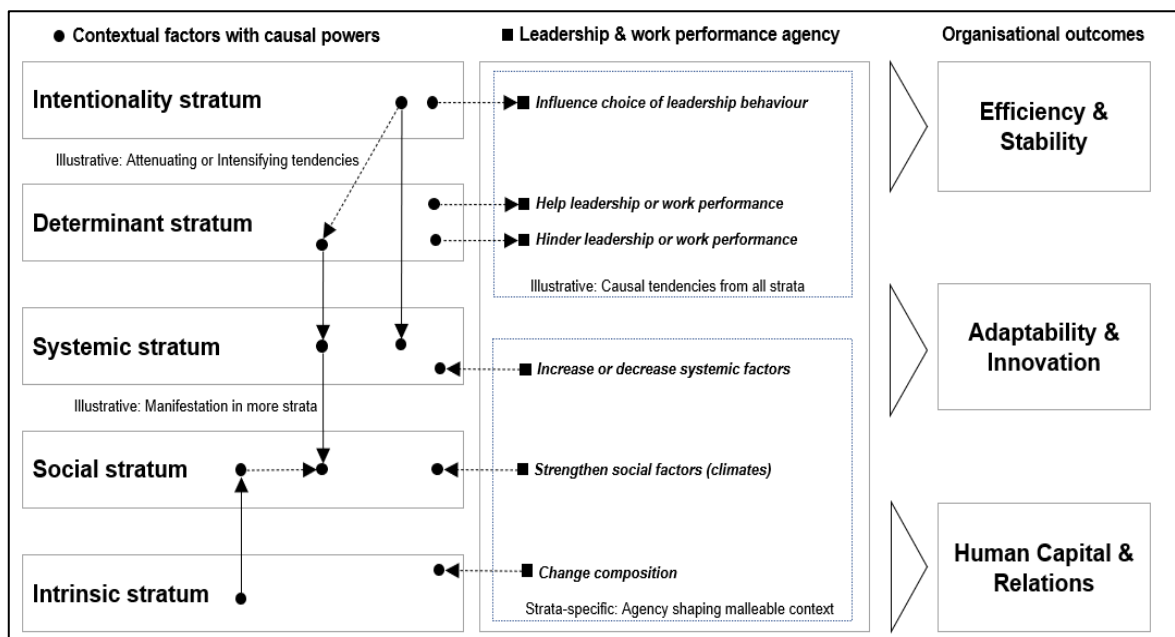 Contextual factors with causal powers
Leadership & work performance agency
Organisational outcomes
Intentionality stratum
Influence choice of leadership behaviour
Efficiency &
Stability
Illustrative: Attenuating or Intensifying tendencies
Determinant stratum
Help leadership or work performance
Hinder leadership or work performance
Illustrative: Causal tendencies from all strata
Systemic stratum
Increase or decrease systemic factors
Adaptability &
Innovation
Illustrative: Manifestation in more strata
Social stratum
Strengthen social factors (climates)
Intrinsic stratum
Change composition
Human Capital &
Relations
Strata-specific: Agency shaping malleable context